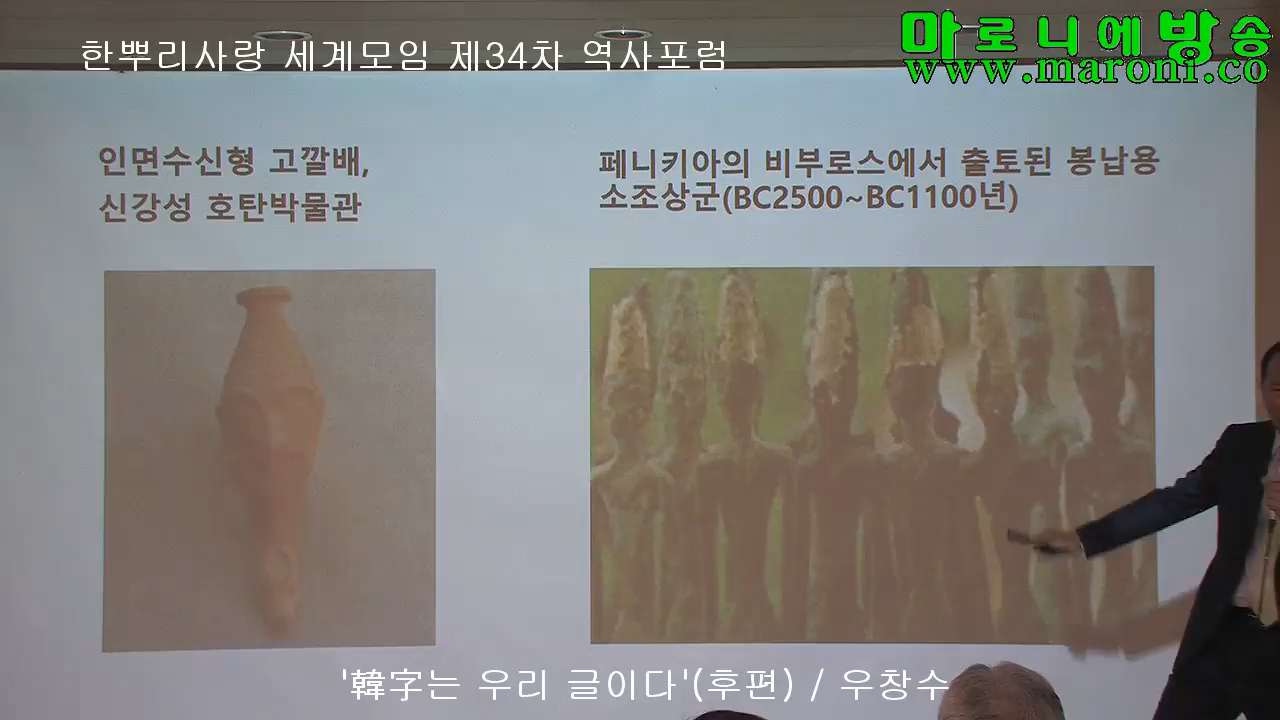 한뿌리사랑 세계모임 제34차 역사포럼
마로니에방송
www.maroni.co
인면수신형 고깔배,
신강성 호탄박물관
페니키아의 비부로스에서 출토된 봉납용
소조상군(BC2500~BC1100년)
'韓字는 우리 글이다'(후편) / 우창수